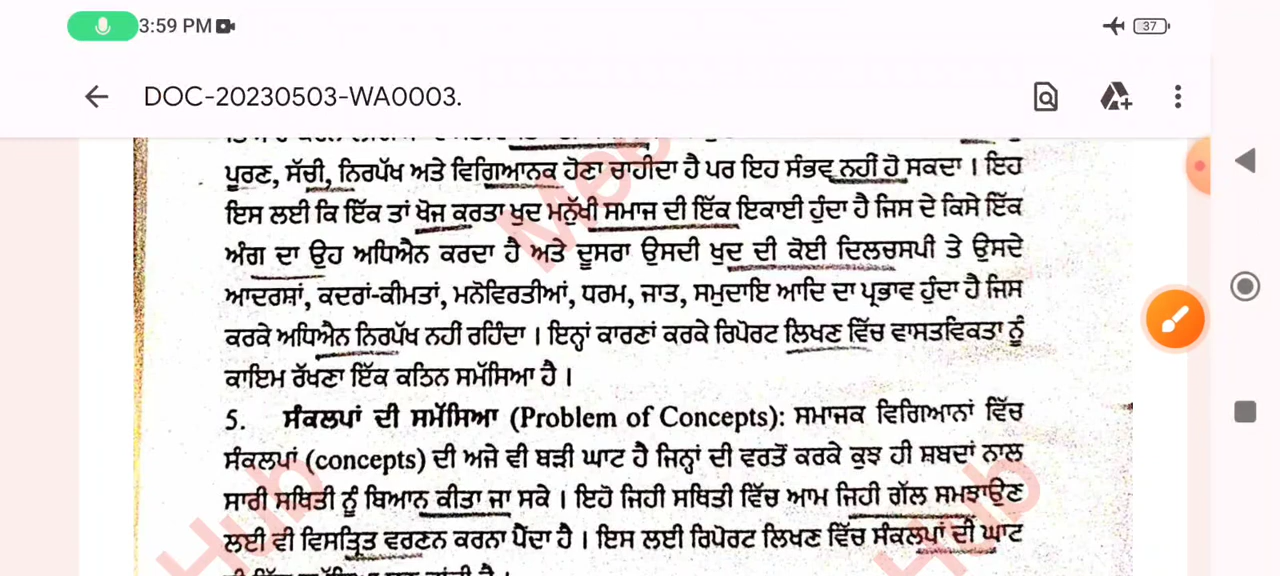 3:59 PM
37
DOC-20230503-WA0003.
ਪੂਰਣ, ਸੱਚੀ, ਨਿਰਪੱਖ ਅਤੇ ਵਿਗਿਆਨਕ ਹੋਣਾ ਚਾਹੀਦਾ ਹੈ ਪਰ ਇਹ ਸੰਭਵ ਨਹੀਂ ਹੋ ਸਕਦਾ । ਇਹ
ਇਸ ਲਈ ਕਿ ਇੱਕ ਤਾਂ ਖੋਜ ਕਰਤਾ ਖੁਦ ਮਨੁੱਖੀ ਸਮਾਜ ਦੀ ਇੱਕ ਇਕਾਈ ਹੁੰਦਾ ਹੈ ਜਿਸ ਦੇ ਕਿਸੇ ਇੱਕ
ਅੰਗ ਦਾ ਉਹ ਅਧਿਐਨ ਕਰਦਾ ਹੈ ਅਤੇ ਦੂਸਰਾ ਉਸਦੀ ਖੁਦ ਦੀ ਕੋਈ ਦਿਲਚਸਪੀ ਤੇ ਉਸਦੇ
ਆਦਰਸ਼ਾਂ, ਕਦਰਾਂ-ਕੀਮਤਾਂ, ਮਨੋਵਿਰਤੀਆਂ, ਧਰਮ, ਜਾਤ, ਸਮੁਦਾਇ ਆਦਿ ਦਾ ਪ੍ਰਭਾਵ ਹੁੰਦਾ ਹੈ ਜਿਸ
ਕਰਕੇ ਅਧਿਐਨ ਨਿਰਪੱਖ ਨਹੀਂ ਰਹਿੰਦਾ । ਇਨ੍ਹਾਂ ਕਾਰਣਾਂ ਕਰਕੇ ਰਿਪੋਰਟ ਲਿਖਣ ਵਿੱਚ ਵਾਸਤਵਿਕਤਾ ਨੂੰ
ਕਾਇਮ ਰੱਖਣਾ ਇੱਕ ਕਠਿਨ ਸਮੱਸਿਆ ਹੈ ।
5. ਸੰਕਲਪਾਂ ਦੀ ਸਮੱਸਿਆ (Problem of Concepts): ਸਮਾਜਕ ਵਿਗਿਆਨਾਂ ਵਿੱਚ
ਸੰਕਲਪਾਂ (concepts) ਦੀ ਅਜੇ ਵੀ ਬੜੀ ਘਾਟ ਹੈ ਜਿਨ੍ਹਾਂ ਦੀ ਵਰਤੋਂ ਕਰਕੇ ਕੁਝ ਹੀ ਸ਼ਬਦਾਂ ਨਾਲ
ਸਾਰੀ ਸਥਿਤੀ ਨੂੰ ਬਿਆਨ ਕੀਤਾ ਜਾ ਸਕੇ । ਇਹੋ ਜਿਹੀ ਸਥਿਤੀ ਵਿੱਚ ਆਮ ਜਿਹੀ ਗੱਲ ਸਮਝਾਉਣ
ਲਈ ਵੀ ਵਿਸਤ੍ਰਿਤ ਵਰਣਨ ਕਰਨਾ ਪੈਂਦਾ ਹੈ । ਇਸ ਲਈ ਰਿਪੋਰਟ ਲਿਖਣ ਵਿੱਚ ਸੰਕਲਪਾਂ ਦੀ ਘਾਟ
Hub